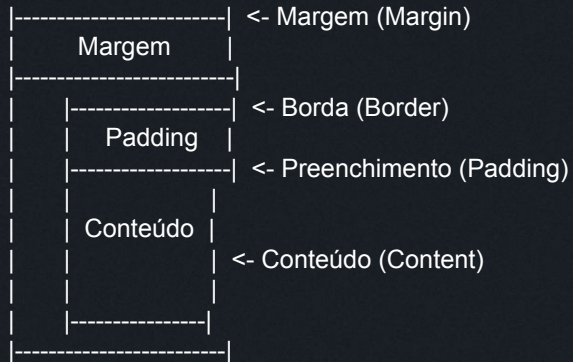 |-----------------------| <- Margem (Margin)
|       Margem          |
|------------------------|
|      |------------------| <- Borda (Border)
|      |    Padding    |
|      |------------------| <- Preenchimento (Padding)
|      |               |
|      |  Conteúdo  |
|      |               | <- Conteúdo (Content)
|      |               |
|      |---------------|
|-----------------------|